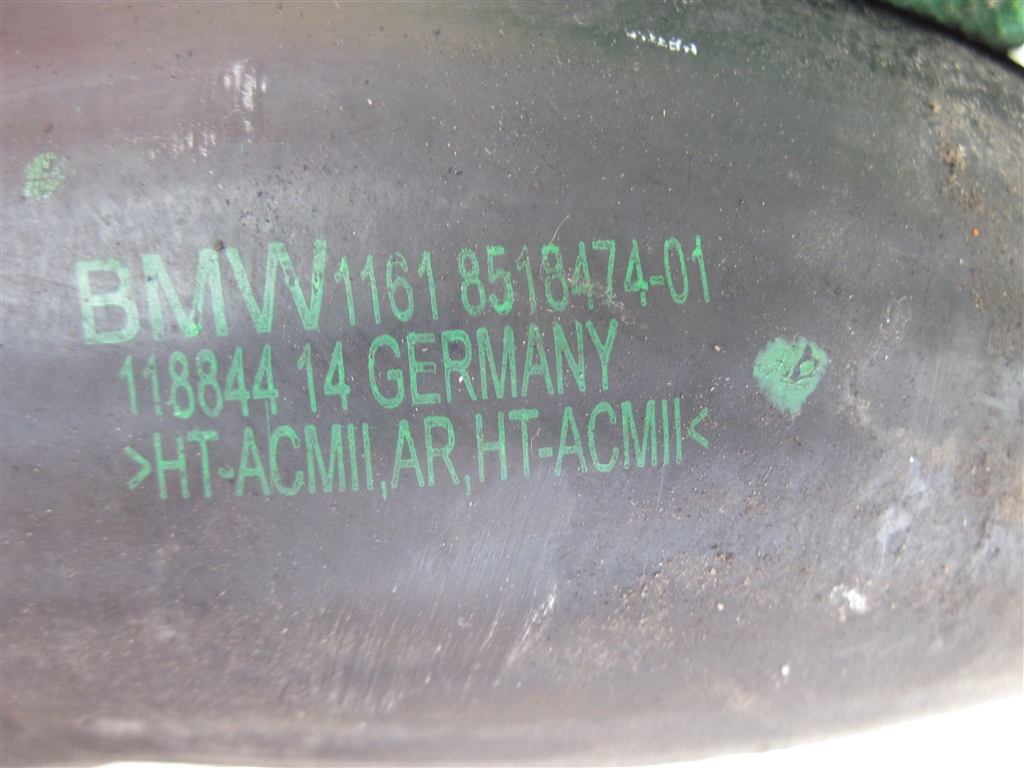 BMW 1161 8518474-01
118844 14 GERMANY
>HT-ACMII,AR,HT-ACMII<